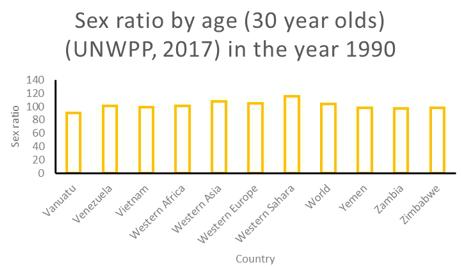 Sex ratio by age (30 year olds)
(UNWPP, 2017) in the year 1990
140
120
100
80
60
40
20
0
Sex ratio
Vanuatu
Venezuela
Vietnam
Western Africa
Western Asia
Western Europe
Western Sahara
World
Yemen
Zambia
Zimbabwe
Country